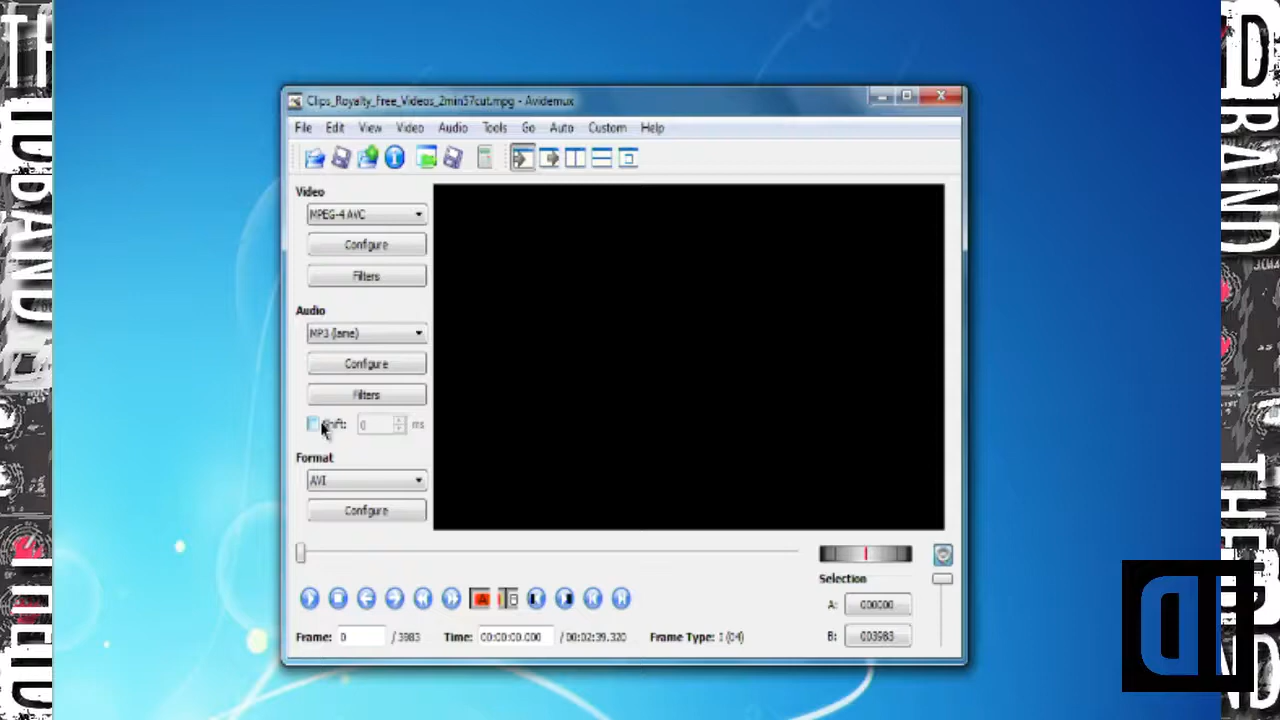 Clips_Royalty_Free_Videos_2min57cut.mpg - Avidemux
File Edit View Video Audio Tools Go Auto Custom Help
Video
MPEG-4 AVC
Configure
Filters
Audio
MP3 (lame)
Configure
Filters
0 ms
Format
AVI
Configure
Selection
A: 000000
B: 003983
Frame: 0 / 3983 Time: 00:00:00.000 / 00:02:39.320 Frame Type: I (04)